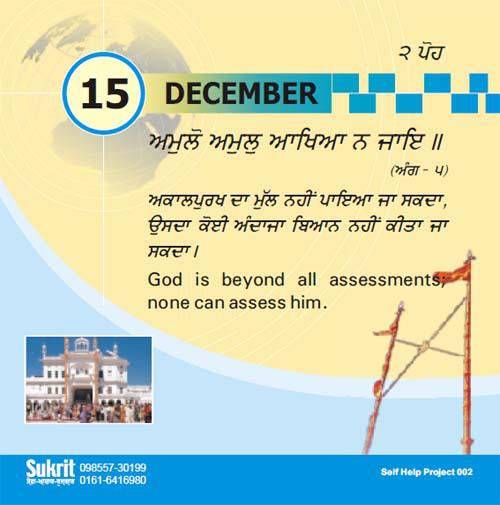 ੨ ਪੋਹ
15 DECEMBER
ਅਮੁਲੋ ਅਮੁਲੁ ਆਖਿਆ ਨ ਜਾਇ ॥
(ਅੰਗ - ੫)
ਅਕਾਲਪੁਰਖ ਦਾ ਮੁੱਲ ਨਹੀਂ ਪਾਇਆ ਜਾ ਸਕਦਾ,
ਉਸਦਾ ਕੋਈ ਅੰਦਾਜਾ ਬਿਆਨ ਨਹੀਂ ਕੀਤਾ ਜਾ
ਸਕਦਾ।
God is beyond all assessments;
none can assess him.
Sukrit 098557-30199
0161-6416980
Self Help Project 002